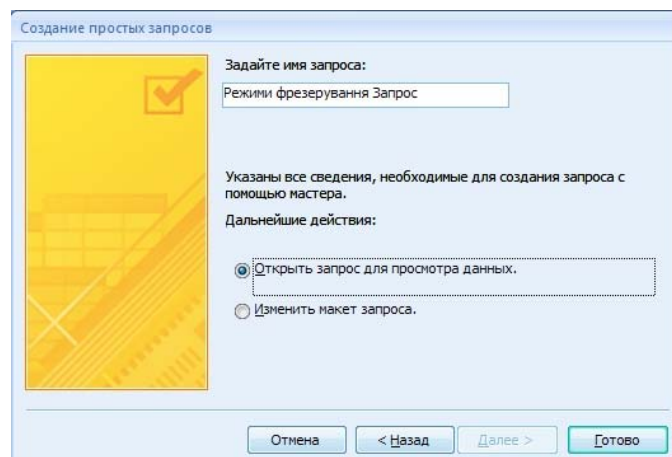 Создание простых запросов
Задайте имя запроса:
Режими фрезерування Запрос
Указаны все сведения, необходимые для создания запроса с
помощью мастера.
Дальнейшие действия:
Открыть запрос для просмотра данных.
Изменить макет запроса.
Отмена
< Назад
Далее >
Готово